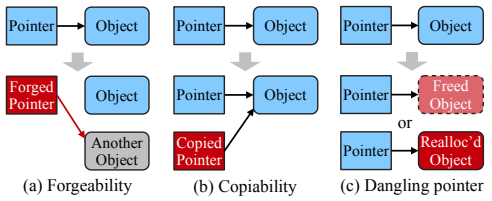 Pointer
Object
Forged
Pointer
Object
Another
Object
(a) Forgeability
Pointer
Object
Pointer
Object
Copied
Pointer
(b) Copiability
Pointer
Object
Pointer
Freed
Object
or
Pointer
Realloc'd
Object
(c) Dangling pointer